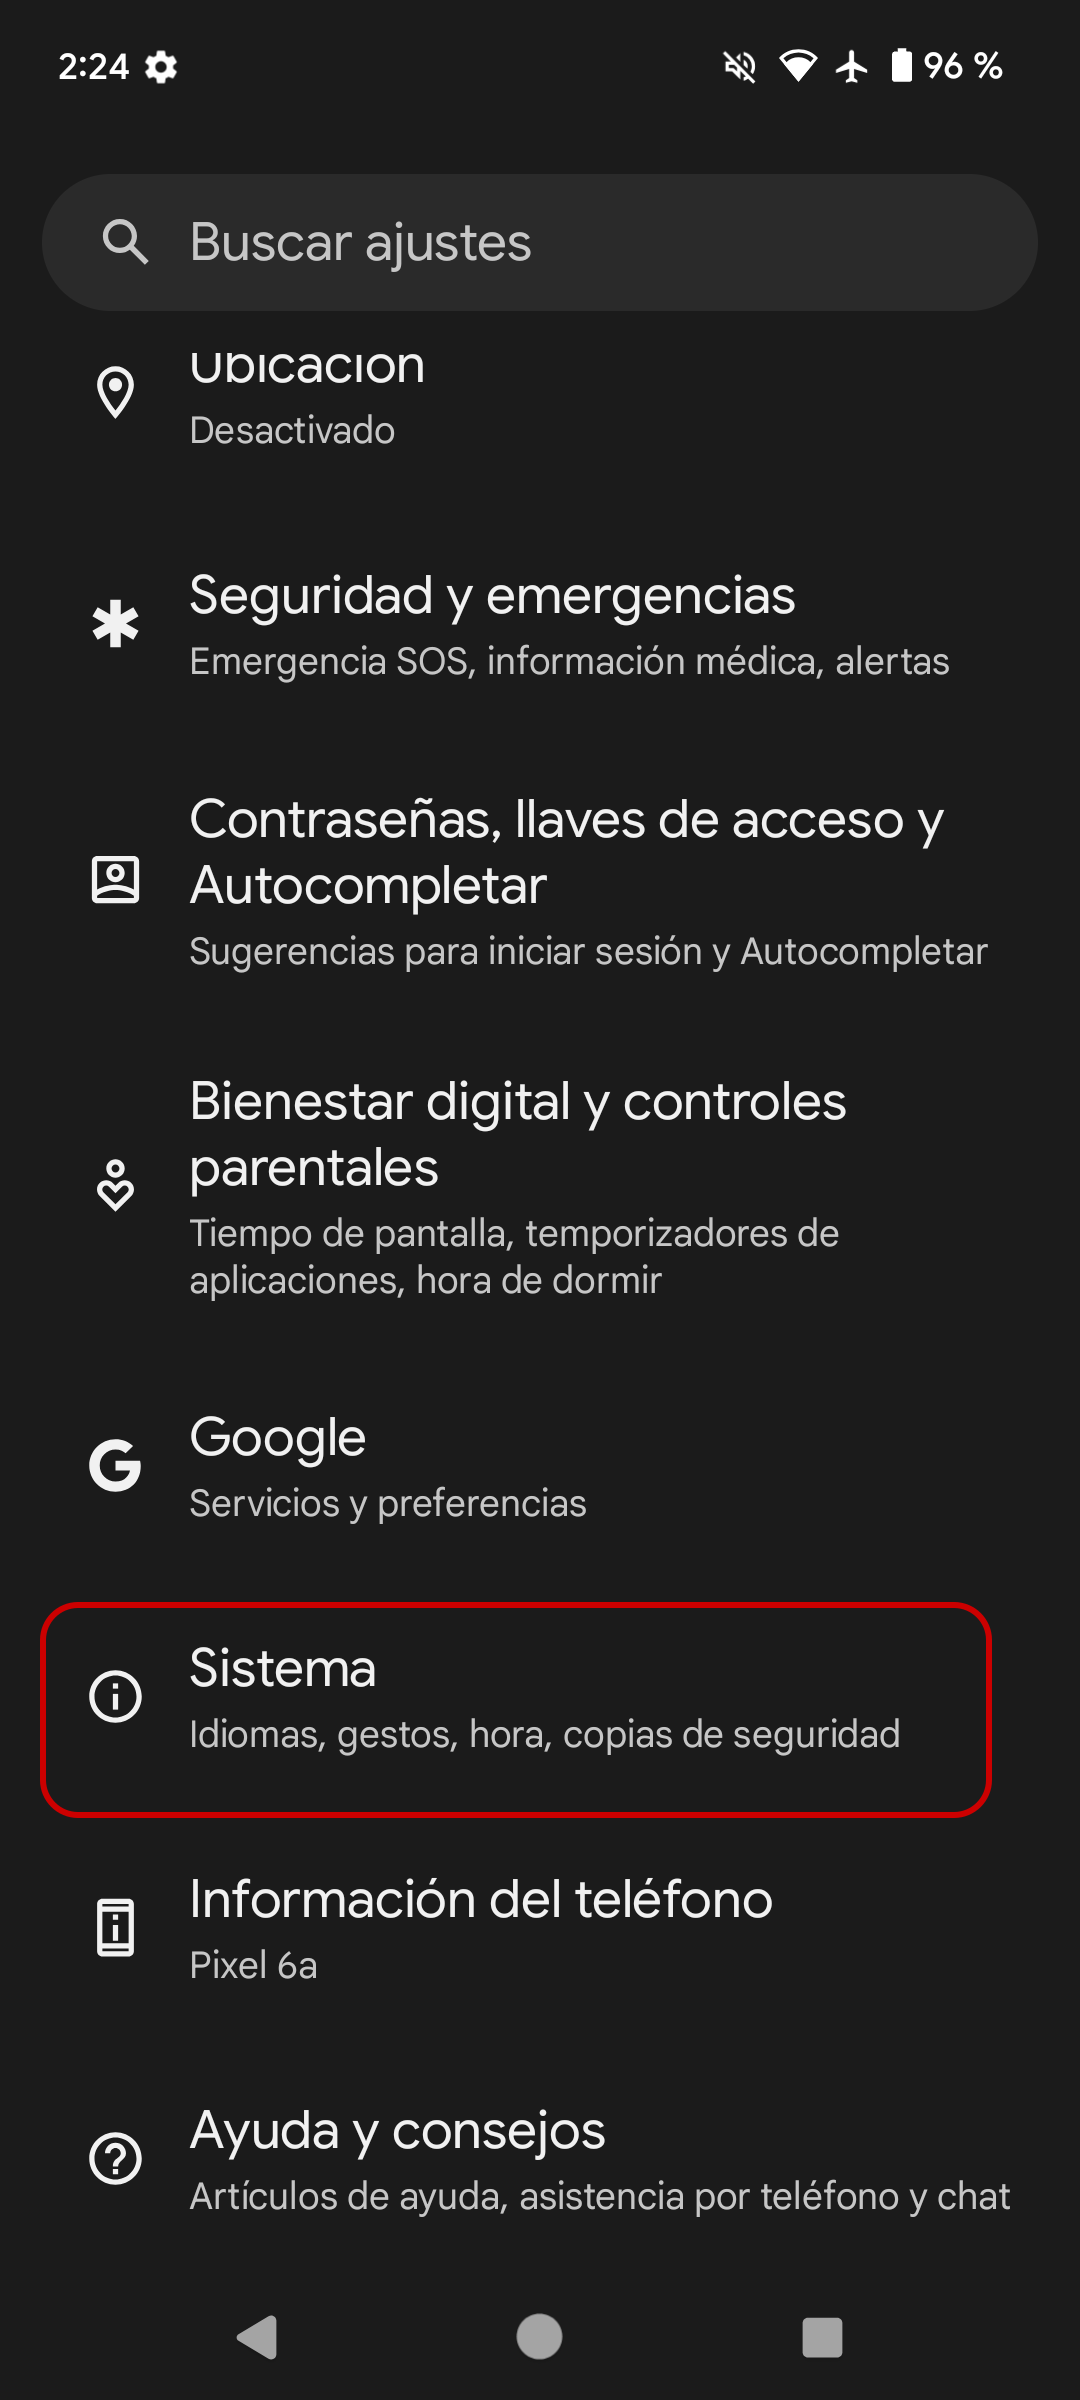 2:24
96 %
Buscar ajustes
Ubicación
Desactivado
Seguridad y emergencias
Emergencia SOS, información médica, alertas
Contraseñas, llaves de acceso y
Autocompletar
Sugerencias para iniciar sesión y Autocompletar
Bienestar digital y controles
parentales
Tiempo de pantalla, temporizadores de
aplicaciones, hora de dormir
Google
Servicios y preferencias
Sistema
Idiomas, gestos, hora, copias de seguridad
Información del teléfono
Pixel 6a
Ayuda y consejos
Artículos de ayuda, asistencia por teléfono y chat